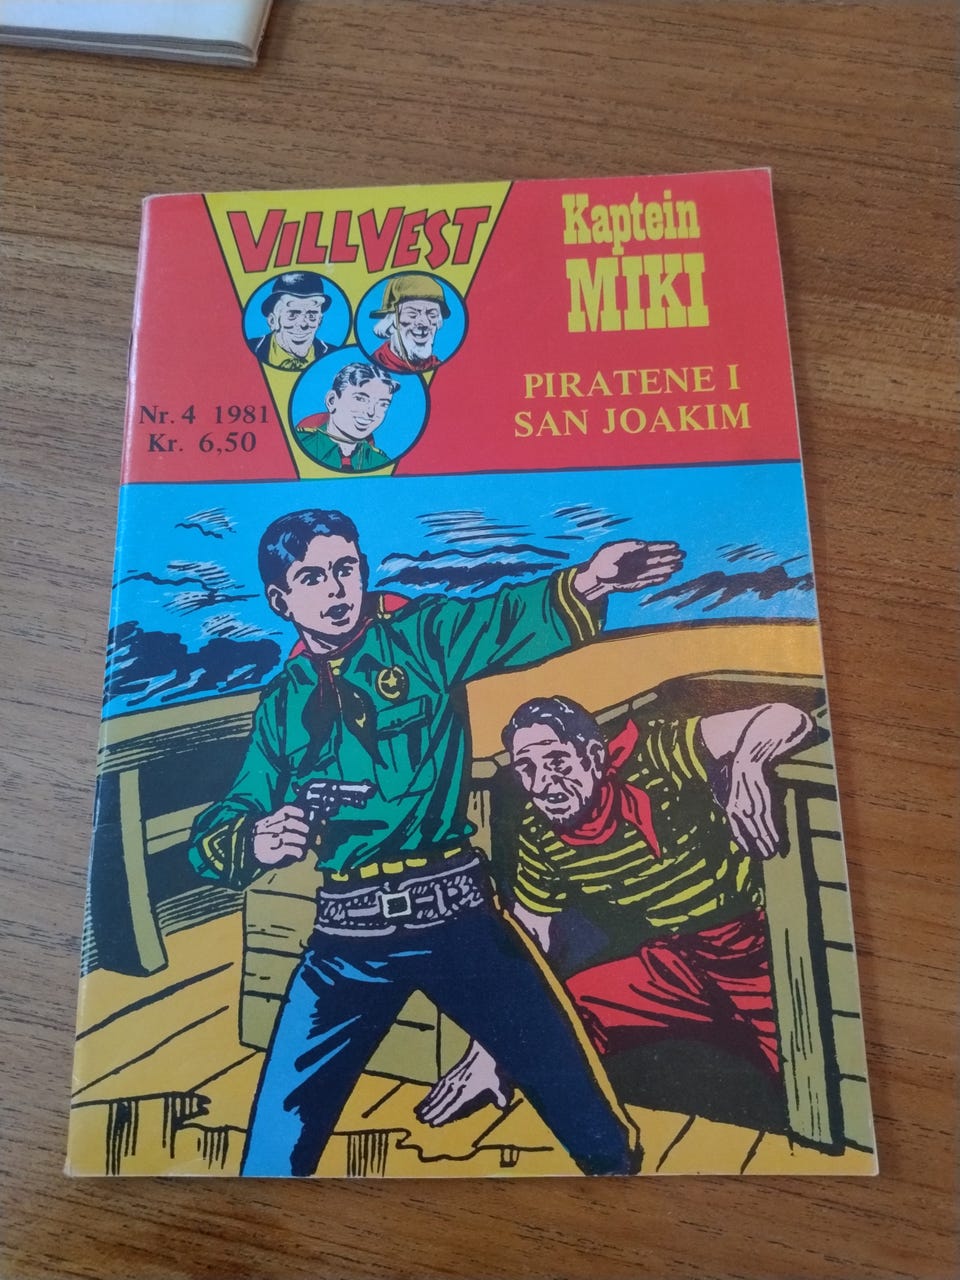 VILLVEST
Kaptein
MIKI
PIRATENE I
SAN JOAKIM
Nr. 4 1981
Kr. 6,50